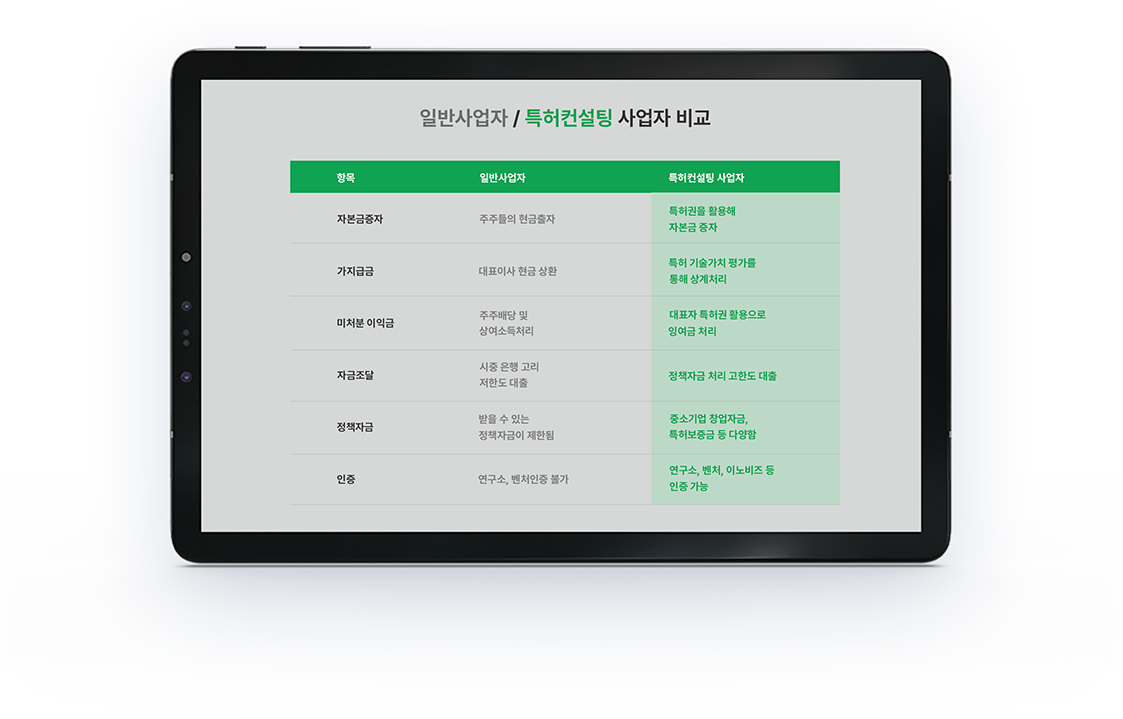 일반사업자 / 특허컨설팅 사업자 비교
항목 일반사업자 특허컨설팅 사업자
자본금증자 주주들의 현금출자 특허권을 활용해
자본금 증자
가지급금 대표이사 현금 상환 특허 기술가치 평가를
통해 상계처리
미처분 이익금 주주배당 및
상여소득처리
대표자 특허권 활용으로
잉여금 처리
자금조달 시중 은행 고리
저한도 대출
정책자금 처리 고한도 대출
정책자금 받을 수 있는
정책자금이 제한됨
중소기업 창업자금,
특허보증금 등 다양함
인증 연구소, 벤처인증 불가 연구소, 벤처, 이노비즈 등
인증 가능